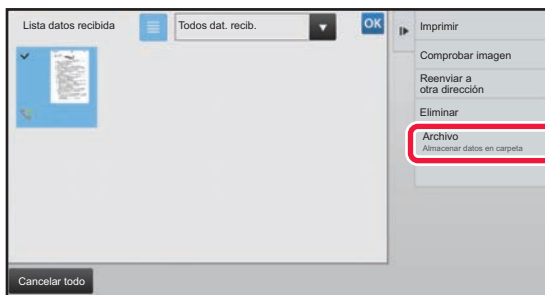 Lista datos recibida
Todos dat. recib.
OK
Imprimir
Comprobar imagen
Reenviar a
otra dirección
Eliminar
Archivo
Almacenar datos en carpeta
Cancelar todo